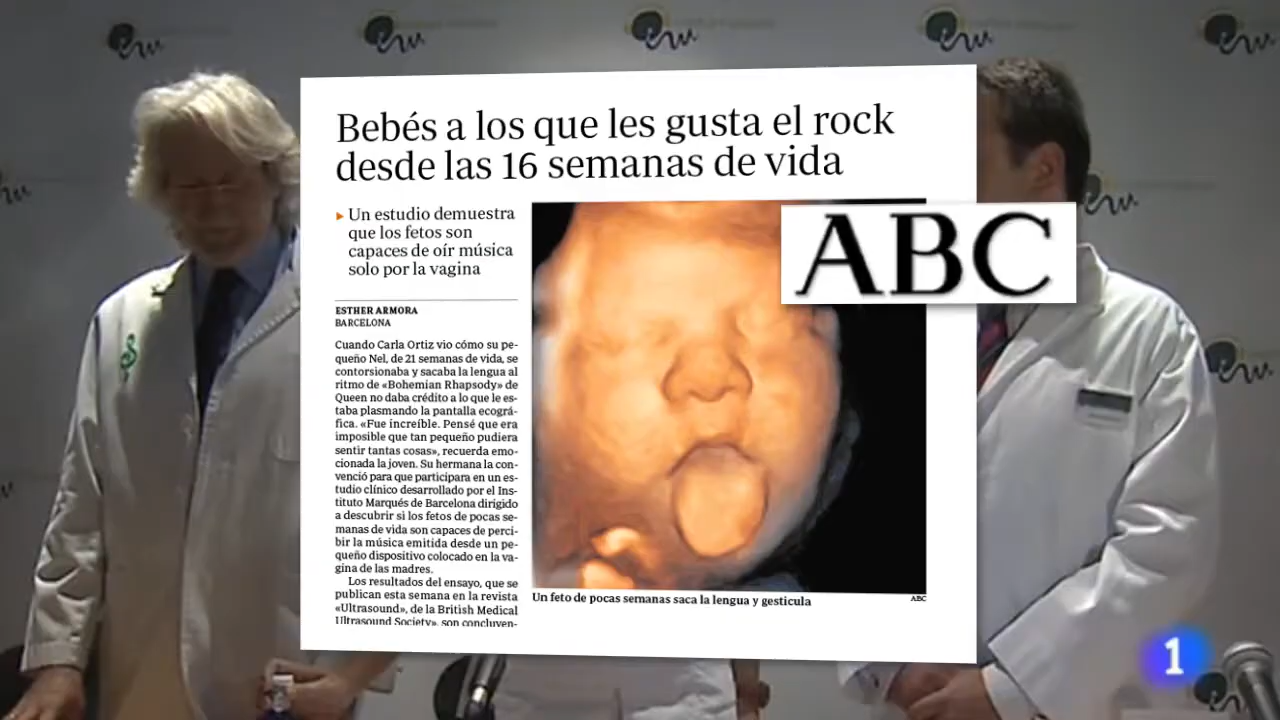 Bebés a los que les gusta el rock
desde las 16 semanas de vida
Un estudio demuestra
que los fetos son
capaces de oír música
solo por la vagina
ABC
ESTHER ARMORA
BARCELONA
Cuando Carla Ortiz vio cómo su pe-
queño Nel, de 21 semanas de vida, se
contorsionaba y sacaba la lengua al
ritmo de «Bohemian Rhapsody» de
Queen no daba crédito a lo que le es-
taba plasmando la pantalla ecográ-
fica. «Fue increíble. Pensé que era
imposible que tan pequeño pudiera
sentir tantas cosas», recuerda emo-
cionada la joven. Su hermana la con-
venció para que participara en un es-
tudio clínico desarrollado por el Ins-
tituto Marqués de Barcelona dirigido
a descubrir si los fetos de pocas se-
manas de vida son capaces de perci-
bir la música emitida desde un pe-
queño dispositivo colocado en la va-
gina de las madres.
Los resultados del ensayo, que se
publican esta semana en la revista
«Ultrasound», de la British Medical
Ultrasound Society», son concluyen-
Un feto de pocas semanas saca la lengua y gesticula
ABC
1